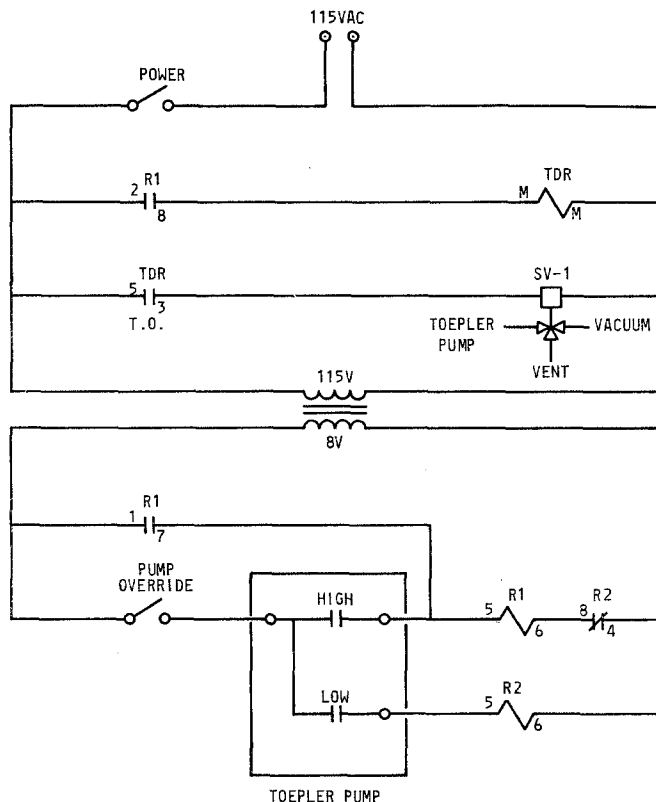 115VAC
POWER
R1
2
8
TDR
M
M
TDR
5
3
T.O.
SV-1
TOEPLER
PUMP
VACUUM
VENT
115V
8V
R1
1
7
PUMP
OVERRIDE
HIGH
R1
5
6
R2
8
4
LOW
R2
5
6
TOEPLER PUMP